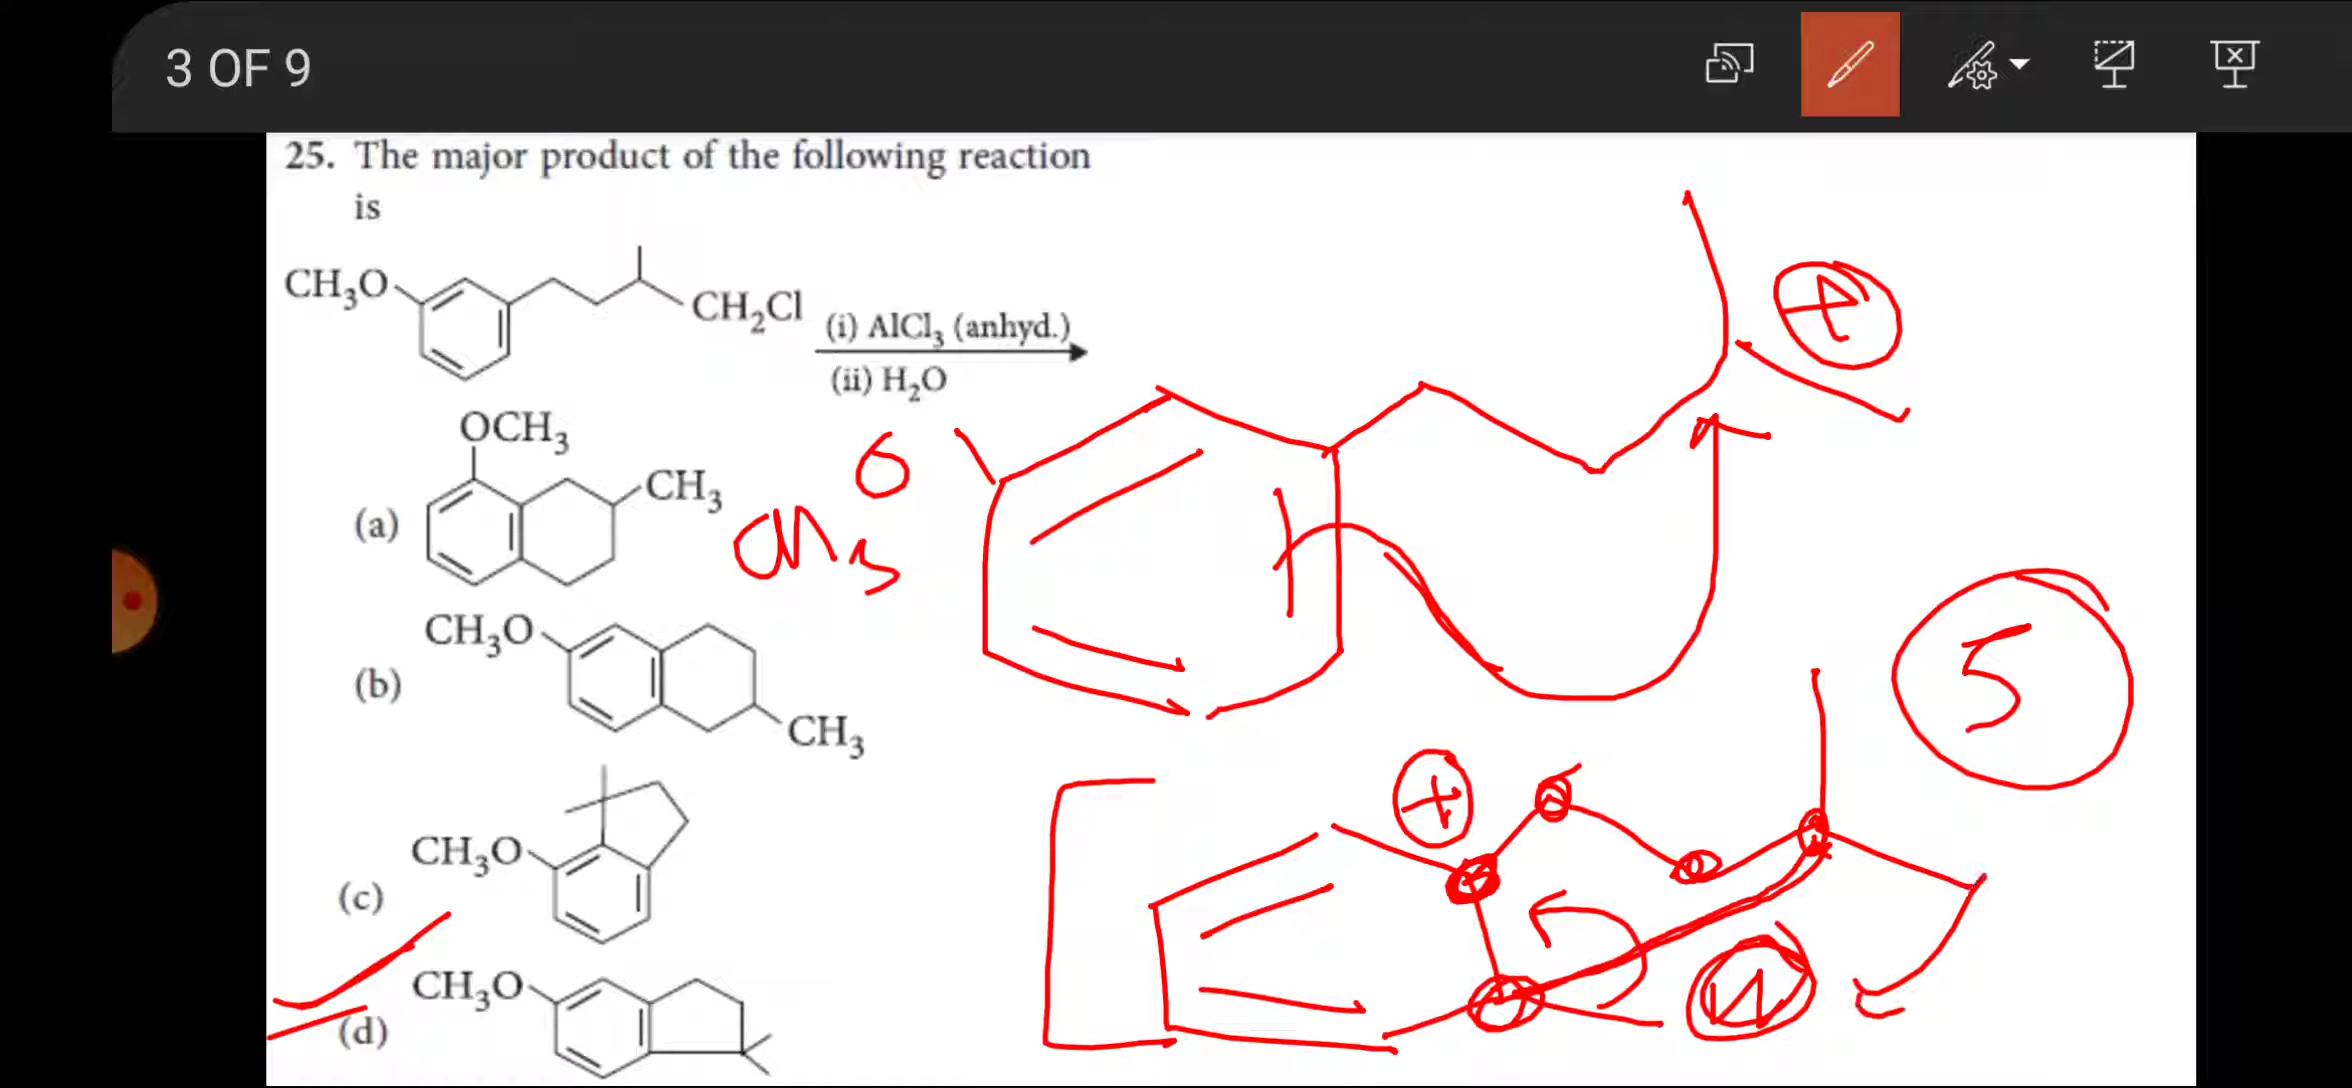 3 OF 9
25. The major product of the following reaction
is
CH₃O
CH₂Cl
(i) AlCl₃ (anhyd.)
(ii) H₂O
OCH₃
(a)
CH₃
CH₃O
(b)
CH₃
CH₃O
(c)
CH₃O
(d)
+
O
CH₃
H
5
+
H